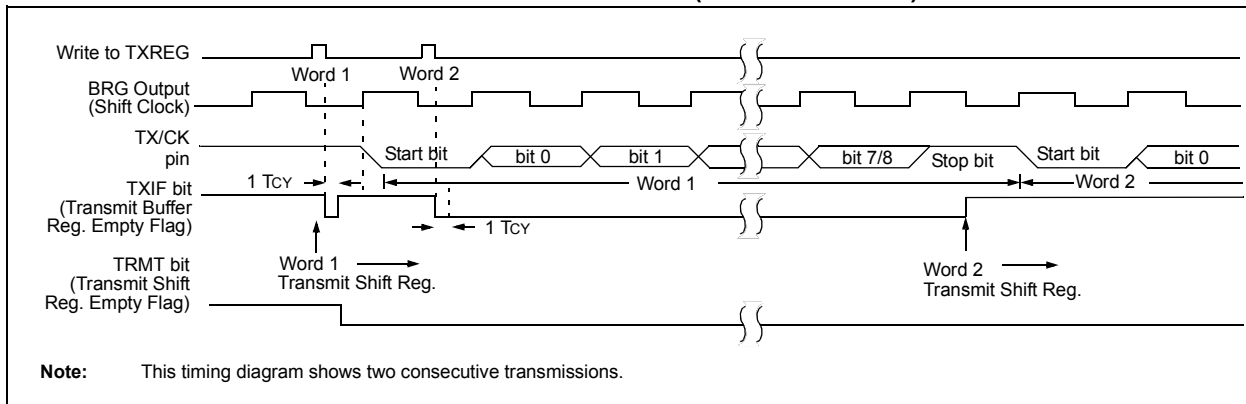 Write to TXREG
Word 1
Word 2
BRG Output
(Shift Clock)
TX/CK
pin
Start bit
bit 0
bit 1
bit 7/8
Stop bit
Start bit
bit 0
1 TCY
Word 1
Word 2
TXIF bit
(Transmit Buffer
Reg. Empty Flag)
1 TCY
Word 1
Transmit Shift Reg.
Word 2
Transmit Shift Reg.
TRMT bit
(Transmit Shift
Reg. Empty Flag)
Note: This timing diagram shows two consecutive transmissions.